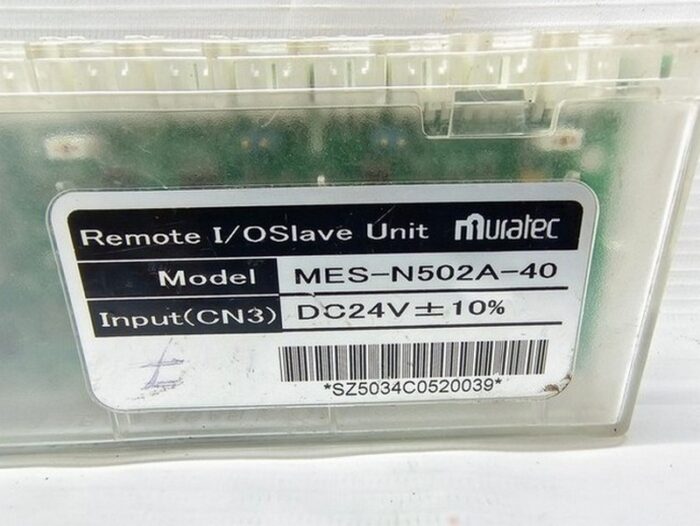 Remote I/OSlave Unit muratec
Model MES-N502A-40
Input(CN3) DC24V±10%
*SZ5034C0520039*